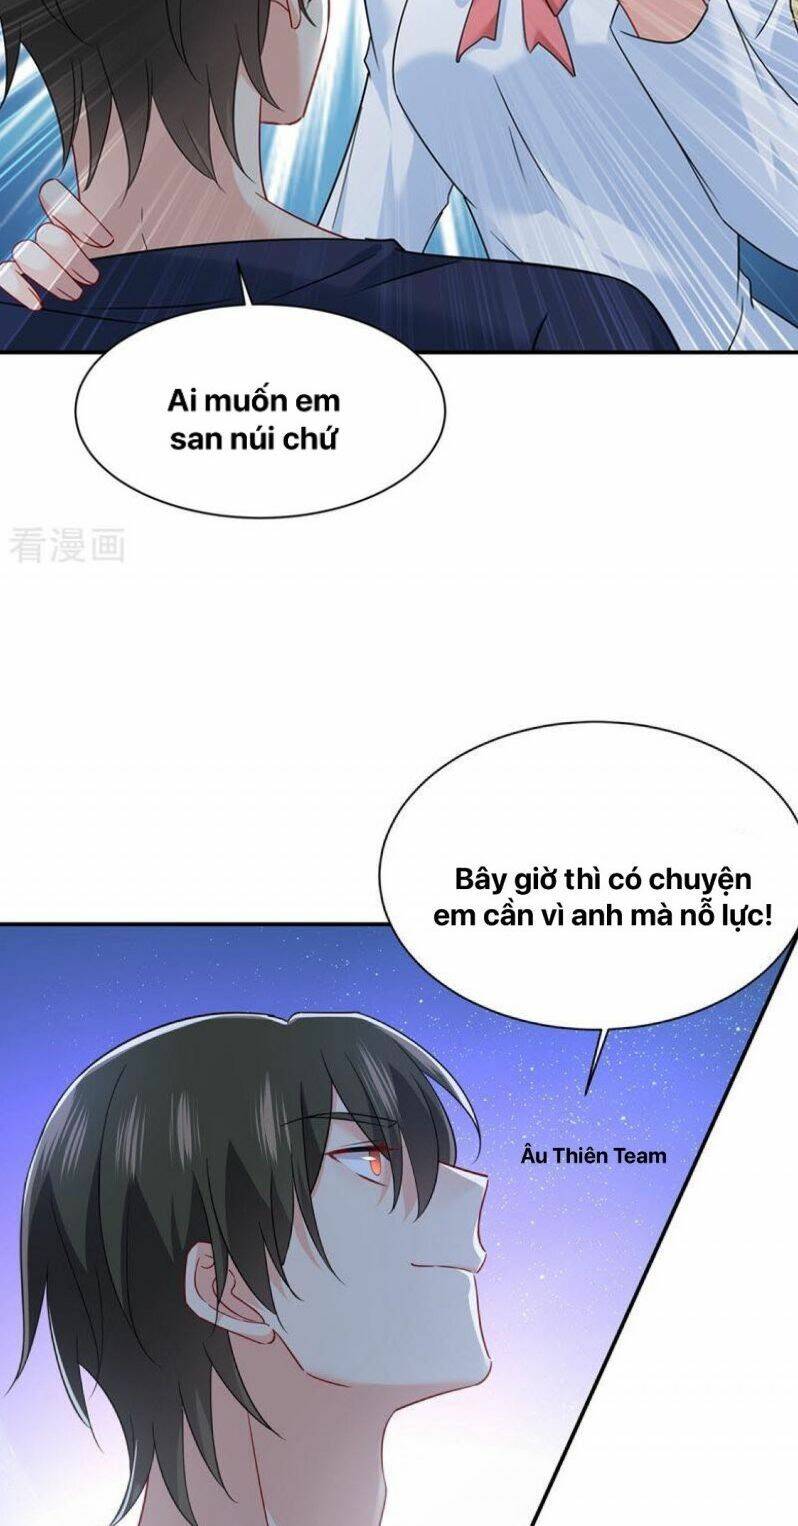 Ai muốn em
san núi chứ
看漫画
Bây giờ thì có chuyện
em cần vì anh mà nỗ lực!
Âu Thiên Team